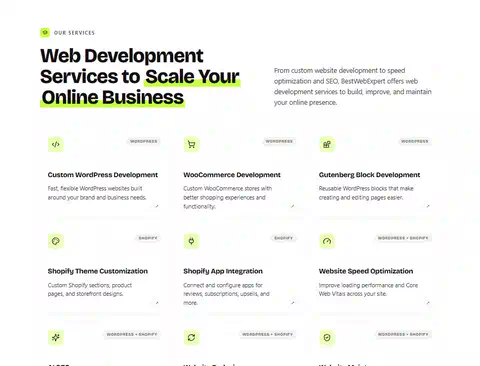 OUR SERVICES
Web Development
Services to Scale Your
Online Business
From custom website development to speed
optimization and SEO, BestWebExpert offers web
development services to build, improve, and maintain
your online presence.
WORDPRESS
Custom WordPress Development
Fast, flexible WordPress websites built
around your brand and business needs.
WORDPRESS
WooCommerce Development
Custom WooCommerce stores with
better shopping experiences and
functionality.
WORDPRESS
Gutenberg Block Development
Reusable WordPress blocks that make
creating and editing pages easier.
SHOPIFY
Shopify Theme Customization
Custom Shopify sections, product
pages, and storefront designs.
SHOPIFY
Shopify App Integration
Connect and configure apps for
reviews, subscriptions, upsells, and
more.
WORDPRESS + SHOPIFY
Website Speed Optimization
Improve loading performance and Core
Web Vitals across your site.
WORDPRESS + SHOPIFY
WORDPRESS + SHOPIFY
WORDPRESS + SHOPIFY